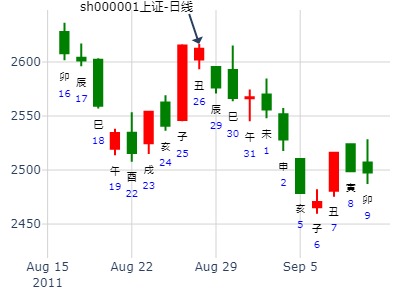 sh000001上证-日线
2600
2550
2500
2450
卯
16
辰
17
巳
18
午
19
酉
22
戌
23
亥
24
子
25
丑
26
辰
29
巳
30
午
31
未
1
申
2
亥
5
子
6
丑
7
寅
8
卯
9
Aug 15
2011
Aug 22
Aug 29
Sep 5